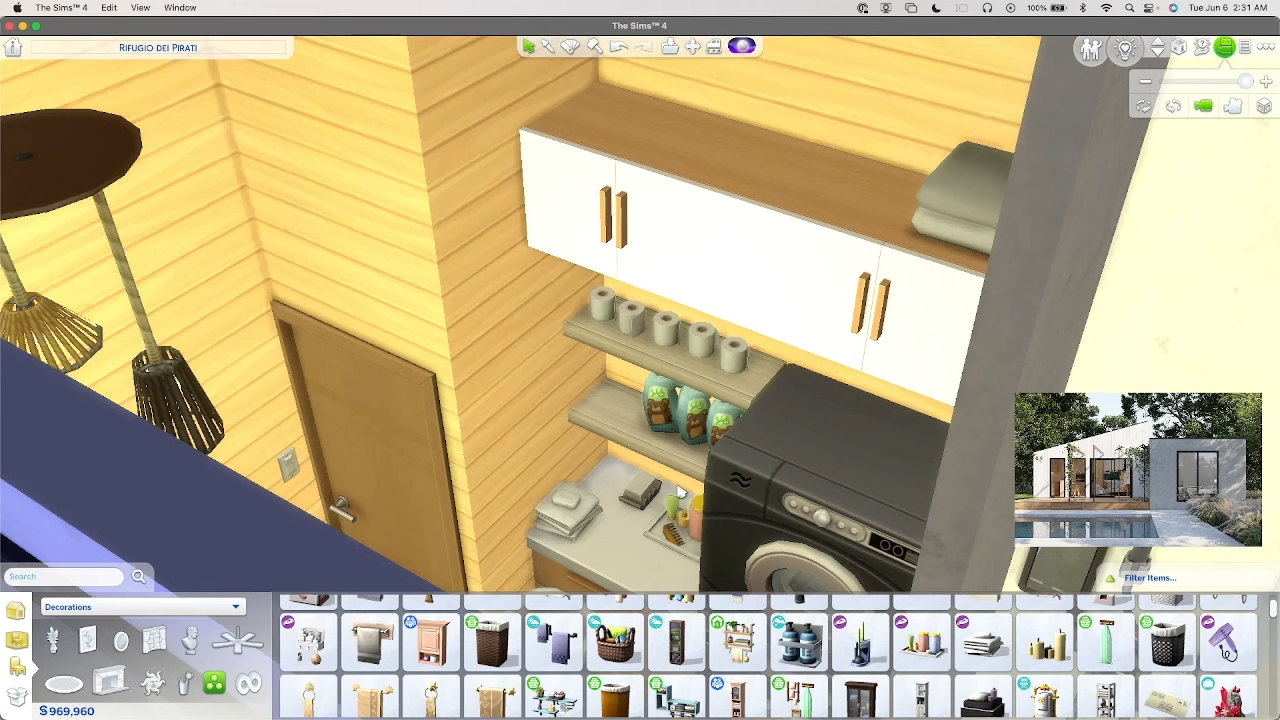 The Sims™ 4 Edit View Window 100% Tue Jun 6 2:31 AM
The Sims™ 4
RIFUGIO DEI PIRATI
Search
Filter Items...
Decorations
§969,960